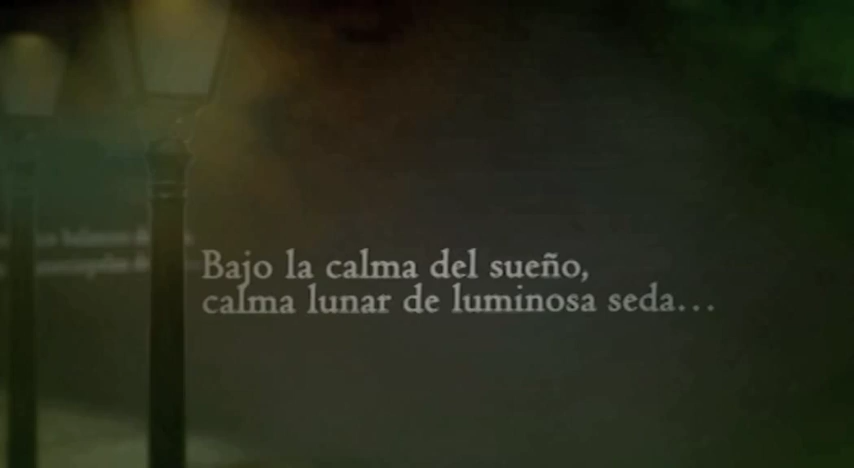 Bajo la calma del sueño,
calma lunar de luminosa seda...